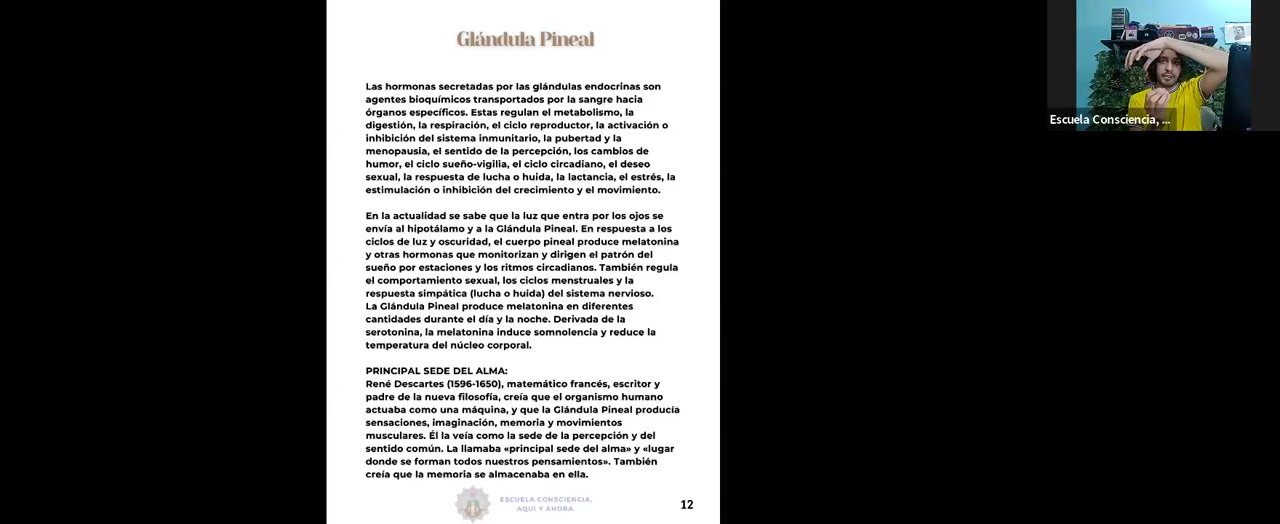 Glándula Pineal
Las hormonas secretadas por las glándulas endocrinas son
agentes bioquímicos transportados por la sangre hacia
órganos específicos. Estas regulan el metabolismo, la
digestión, la respiración, el ciclo reproductor, la activación o
inhibición del sistema inmunitario, la pubertad y la
menopausia, el sentido de la percepción, los cambios de
humor, el ciclo sueño-vigilia, el ciclo circadiano, el deseo
sexual, la respuesta de lucha o huida, la lactancia, el estrés, la
estimulación o inhibición del crecimiento y el movimiento.
En la actualidad se sabe que la luz que entra por los ojos se
envía al hipotálamo y a la Glándula Pineal. En respuesta a los
ciclos de luz y oscuridad, el cuerpo pineal produce melatonina
y otras hormonas que monitorizan y dirigen el patrón del
sueño por estaciones y los ritmos circadianos. También regula
el comportamiento sexual, los ciclos menstruales y la
respuesta simpática (lucha o huida) del sistema nervioso.
La Glándula Pineal produce melatonina en diferentes
cantidades durante el día y la noche. Derivada de la
serotonina, la melatonina induce somnolencia y reduce la
temperatura del núcleo corporal.
PRINCIPAL SEDE DEL ALMA:
René Descartes (1596-1650), matemático francés, escritor y
padre de la nueva filosofía, creía que el organismo humano
actuaba como una máquina, y que la Glándula Pineal producía
sensaciones, imaginación, memoria y movimientos
musculares. Él la veía como la sede de la percepción y del
sentido común. La llamaba «principal sede del alma» y «lugar
donde se forman todos nuestros pensamientos». También
creía que la memoria se almacenaba en ella.
ESCUELA CONSCIENCIA,
AQUÍ Y AHORA
12
Escuela Consciencia, ...